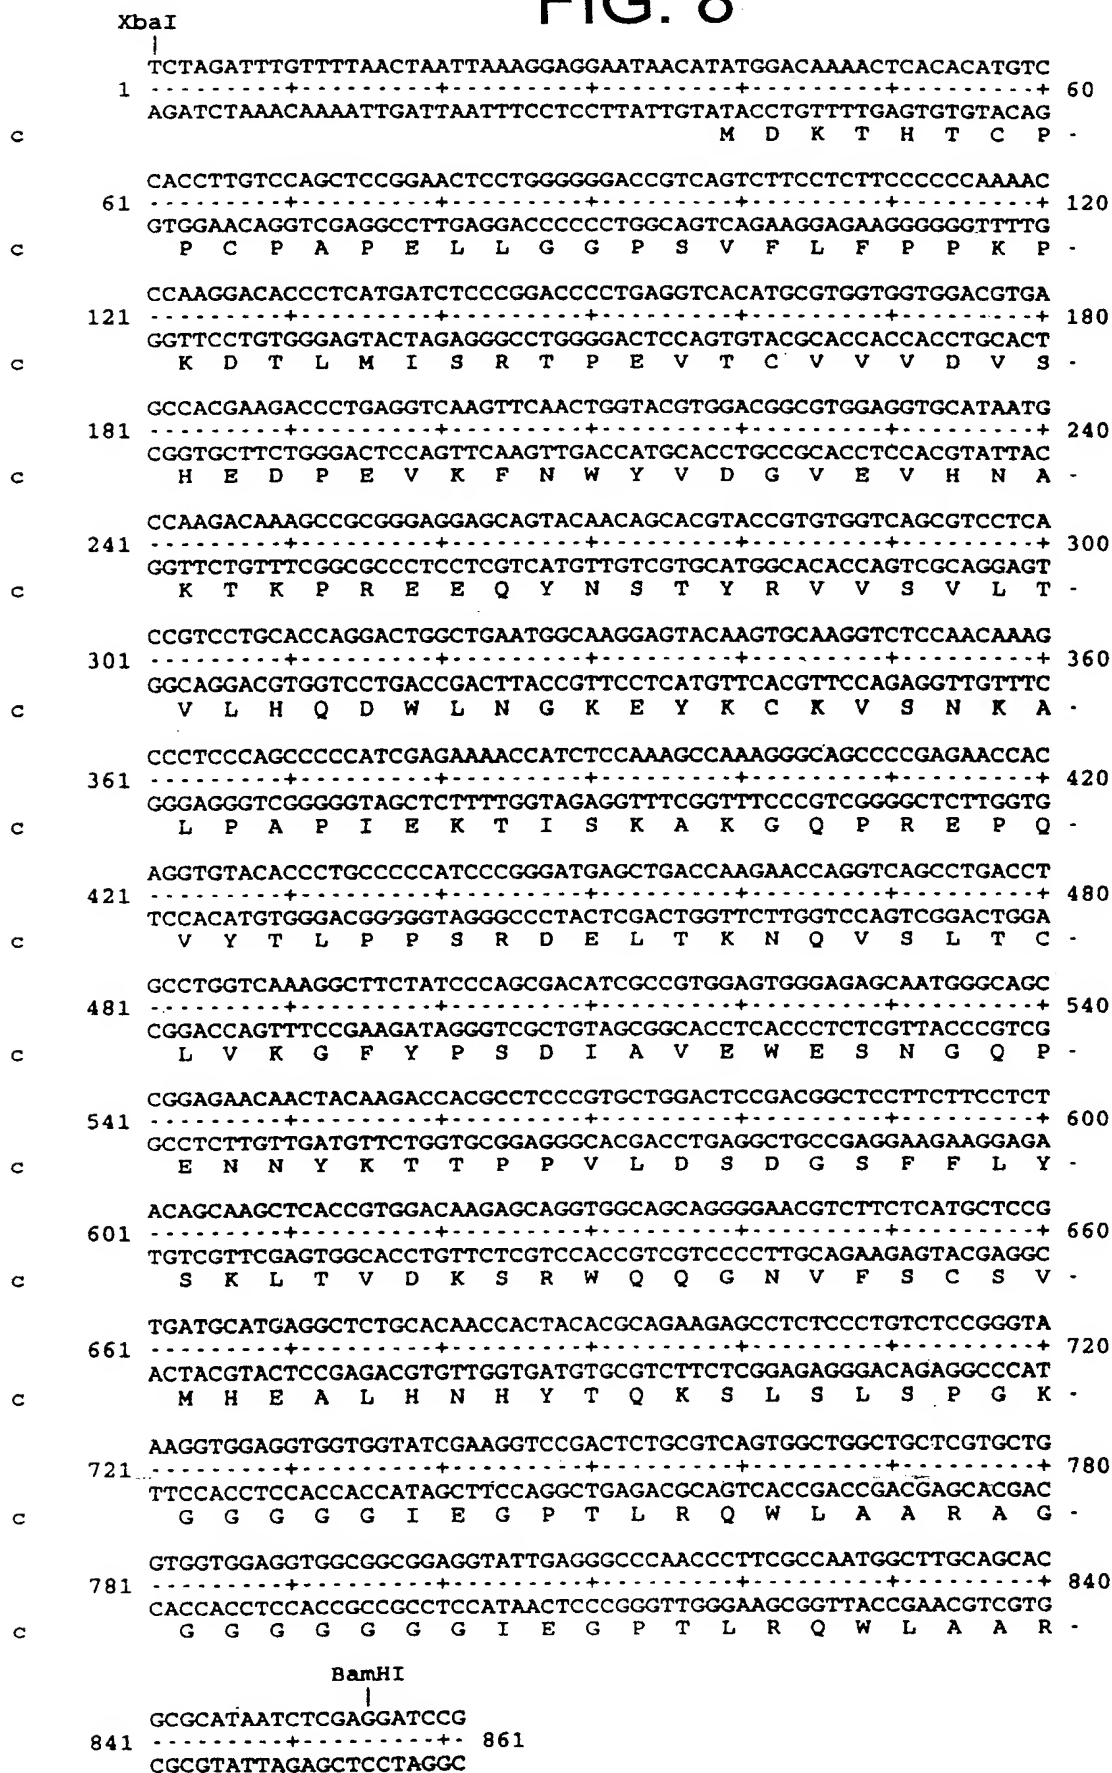 FIG. 8
XbaI
|
TCTAGATTTGTTTTAACTAATTAAAGGAGGAATAACATATGGACAAAACTCACACATGTC
1 ---------+---------+---------+---------+---------+---------+ 60
AGATCTAAACAAAATTGATTAATTTCCTCCTTATTGTATACCTGTTTTGAGTGTGTACAG
c M D K T H T C P -
CACCTTGTCCAGCTCCGGAACTCCTGGGGGGACCGTCAGTCTTCCTCTTCCCCCCAAAAC
61 ---------+---------+---------+---------+---------+---------+ 120
GTGGAACAGGTCGAGGCCTTGAGGACCCCCCTGGCAGTCAGAAGGAGAAGGGGGGTTTTG
c P C P A P E L L G G P S V F L F P P K P -
CCAAGGACACCCTCATGATCTCCCGGACCCCTGAGGTCACATGCGTGGTGGTGGACGTGA
121 ---------+---------+---------+---------+---------+---------+ 180
GGTTCCTGTGGGAGTACTAGAGGGCCTGGGGACTCCAGTGTACGCACCACCACCTGCACT
c K D T L M I S R T P E V T C V V V D V S -
GCCACGAAGACCCTGAGGTCAAGTTCAACTGGTACGTGGACGGCGTGGAGGTGCATAATG
181 ---------+---------+---------+---------+---------+---------+ 240
CGGTGCTTCTGGGACTCCAGTTCAAGTTGACCATGCACCTGCCGCACCTCCACGTATTAC
c H E D P E V K F N W Y V D G V E V H N A -
CCAAGACAAAGCCGCGGGAGGAGCAGTACAACAGCACGTACCGTGTGGTCAGCGTCCTCA
241 ---------+---------+---------+---------+---------+---------+ 300
GGTTCTGTTTCGGCGCCCTCCTCGTCATGTTGTCGTGCATGGCACACCAGTCGCAGGAGT
c K T K P R E E Q Y N S T Y R V V S V L T -
CCGTCCTGCACCAGGACTGGCTGAATGGCAAGGAGTACAAGTGCAAGGTCTCCAACAAAG
301 ---------+---------+---------+---------+---------+---------+ 360
GGCAGGACGTGGTCCTGACCGACTTACCGTTCCTCATGTTCACGTTCCAGAGGTTGTTTC
c V L H Q D W L N G K E Y K C K V S N K A -
CCCTCCCAGCCCCCATCGAGAAAACCATCTCCAAAGCCAAAGGGCAGCCCCGAGAACCAC
361 ---------+---------+---------+---------+---------+---------+ 420
GGGAGGGTCGGGGGTAGCTCTTTTGGTAGAGGTTTCGGTTTCCCGTCGGGGCTCTTGGTG
c L P A P I E K T I S K A K G Q P R E P Q -
AGGTGTACACCCTGCCCCCATCCCGGGATGAGCTGACCAAGAACCAGGTCAGCCTGACCT
421 ---------+---------+---------+---------+---------+---------+ 480
TCCACATGTGGGACGGGGGTAGGGCCCTACTCGACTGGTTCTTGGTCCAGTCGGACTGGA
c V Y T L P P S R D E L T K N Q V S L T C -
GCCTGGTCAAAGGCTTCTATCCCAGCGACATCGCCGTGGAGTGGGAGAGCAATGGGCAGC
481 ---------+---------+---------+---------+---------+---------+ 540
CGGACCAGTTTCCGAAGATAGGGTCGCTGTAGCGGCACCTCACCCTCTCGTTACCCGTCG
c L V K G F Y P S D I A V E W E S N G Q P -
CGGAGAACAACTACAAGACCACGCCTCCCGTGCTGGACTCCGACGGCTCCTTCTTCCTCT
541 ---------+---------+---------+---------+---------+---------+ 600
GCCTCTTGTTGATGTTCTGGTGCGGAGGGCACGACCTGAGGCTGCCGAGGAAGAAGGAGA
c E N N Y K T T P P V L D S D G S F F L Y -
ACAGCAAGCTCACCGTGGACAAGAGCAGGTGGCAGCAGGGGAACGTCTTCTCATGCTCCG
601 ---------+---------+---------+---------+---------+---------+ 660
TGTCGTTCGAGTGGCACCTGTTCTCGTCCACCGTCGTCCCCTTGCAGAAGAGTACGAGGC
c S K L T V D K S R W Q Q G N V F S C S V -
TGATGCATGAGGCTCTGCACAACCACTACACGCAGAAGAGCCTCTCCCTGTCTCCGGGTA
661 ---------+---------+---------+---------+---------+---------+ 720
ACTACGTACTCCGAGACGTGTTGGTGATGTGCGTCTTCTCGGAGAGGGACAGAGGCCCAT
c M H E A L H N H Y T Q K S L S L S P G K -
AAGGTGGAGGTGGTGGTATCGAAGGTCCGACTCTGCGTCAGTGGCTGGCTGCTCGTGCTG
721 ---------+---------+---------+---------+---------+---------+ 780
TTCCACCTCCACCACCATAGCTTCCAGGCTGAGACGCAGTCACCGACCGACGAGCACGAC
c G G G G G I E G P T L R Q W L A A R A G -
GTGGTGGAGGTGGCGGCGGAGGTATTGAGGGCCCAACCCTTCGCCAATGGCTTGCAGCAC
781 ---------+---------+---------+---------+---------+---------+ 840
CACCACCTCCACCGCCGCCTCCATAACTCCCGGGTTGGGAAGCGGTTACCGAACGTCGTG
c G G G G G G G I E G P T L R Q W L A A R -
BamHI
|
GCGCATAATCTCGAGGATCCG
841 ---------+---------+- 861
CGCGTATTAGAGCTCCTAGGC